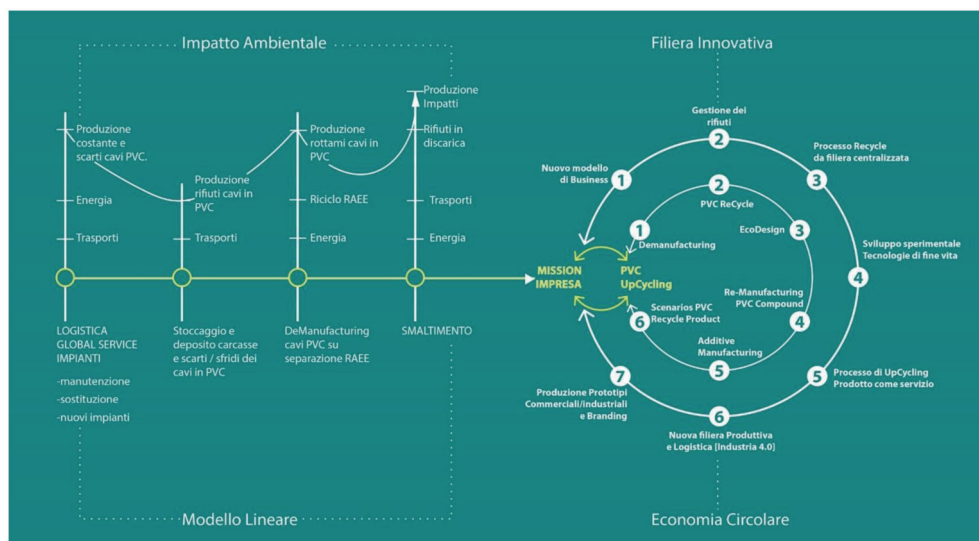 Impatto Ambientale
Produzione
costante e
scarti cavi PVC.
Energia
Trasporti
Produzione
rifiuti cavi in
PVC
Trasporti
Produzione
rottami cavi in
PVC
Riciclo RAEE
Energia
Produzione
Impatti
Rifiuti in
discarica
Trasporti
Energia
LOGISTICA
GLOBAL SERVICE
IMPIANTI
-manutenzione
-sostituzione
-nuovi impianti
Stoccaggio e
deposito carcasse
e scarti / sfridi dei
cavi in PVC
DeManufacturing
cavi PVC su
separazione RAEE
SMALTIMENTO
Modello Lineare
Filiera Innovativa
MISSION
IMPRESA
PVC
UpCycling
1
Nuovo modello
di Business
2
Gestione dei
rifiuti
3
Processo Recycle
da filiera centralizzata
4
Sviluppo sperimentale
Tecnologie di fine vita
5
Processo di UpCycling
Prodotto come servizio
6
Nuova filiera Produttiva
e Logistica [Industria 4.0]
7
Produzione Prototipi
Commerciali/industriali
e Branding
1
Demanufacturing
2
PVC ReCycle
3
EcoDesign
4
Re-Manufacturing
PVC Compound
5
Additive
Manufacturing
6
Scenarios PVC
Recycle Product
Economia Circolare